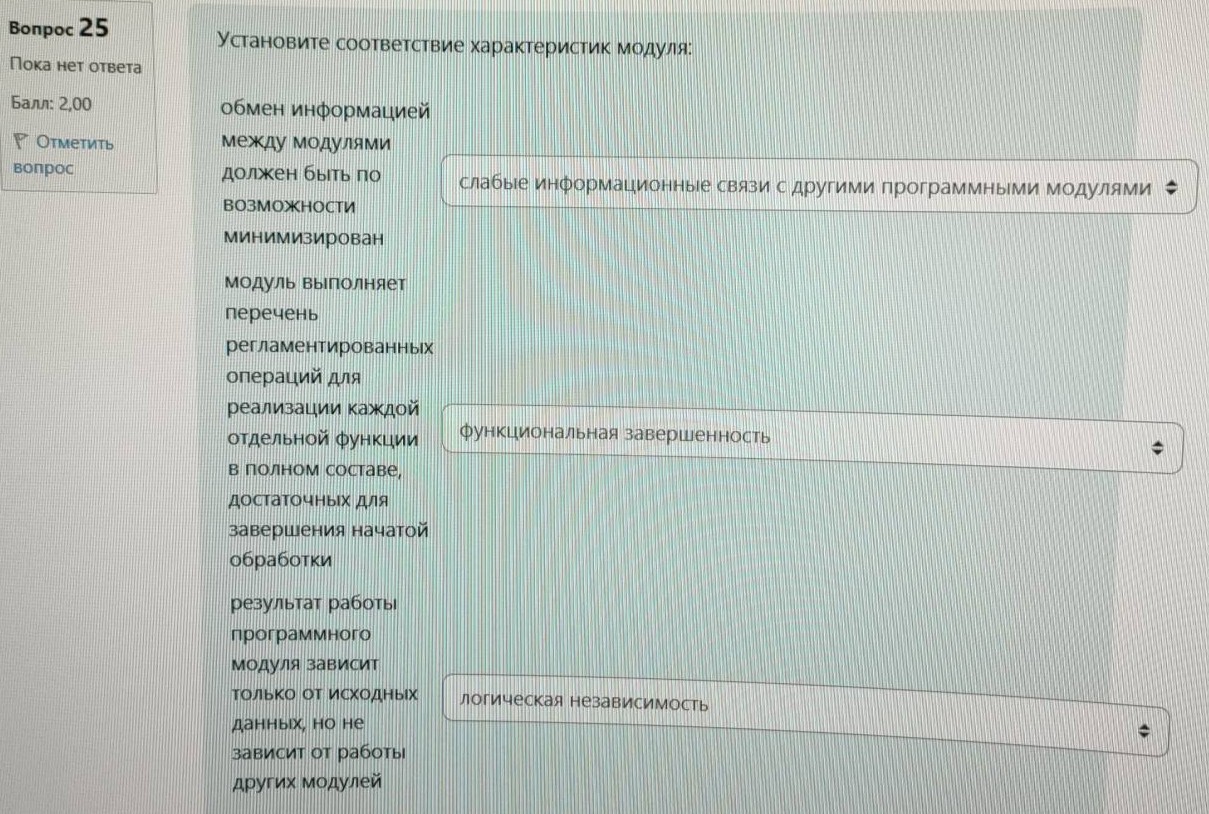 Вопрос 25
Пока нет ответа
Балл: 2,00
Отметить
вопрос
Установите соответствие характеристик модуля:
обмен информацией
между модулями
должен быть по
возможности
минимизирован
слабые информационные связи с другими программными модулями
модуль выполняет
перечень
регламентированных
операций для
реализации каждой
отдельной функции
в полном составе,
достаточных для
завершения начатой
обработки
функциональная завершенность
результат работы
программного
модуля зависит
только от исходных
данных, но не
зависит от работы
других модулей
логическая независимость